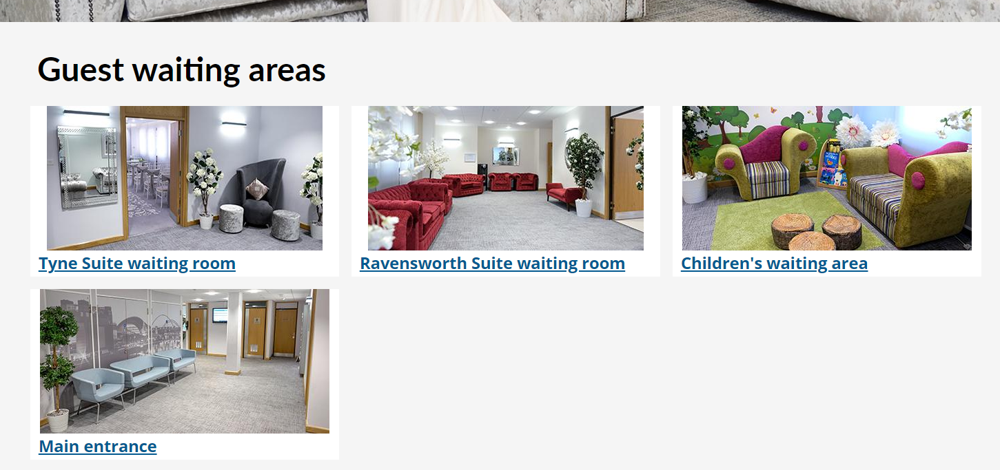 Guest waiting areas
Tyne Suite waiting room
Ravensworth Suite waiting room
Children's waiting area
Main entrance